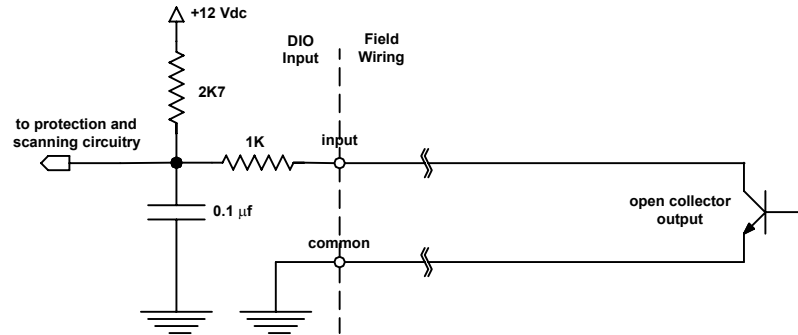 +12 Vdc
DIO
Input
Field
Wiring
2K7
to protection and
scanning circuitry
1K
input
open collector
output
0.1 µf
common